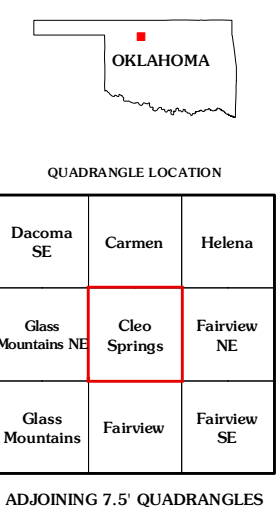 OKLAHOMA
QUADRANGLE LOCATION
Dacoma
SE
Carmen
Helena
Glass
Mountains NE
Cleo
Springs
Fairview
NE
Glass
Mountains
Fairview
Fairview
SE
ADJOINING 7.5' QUADRANGLES